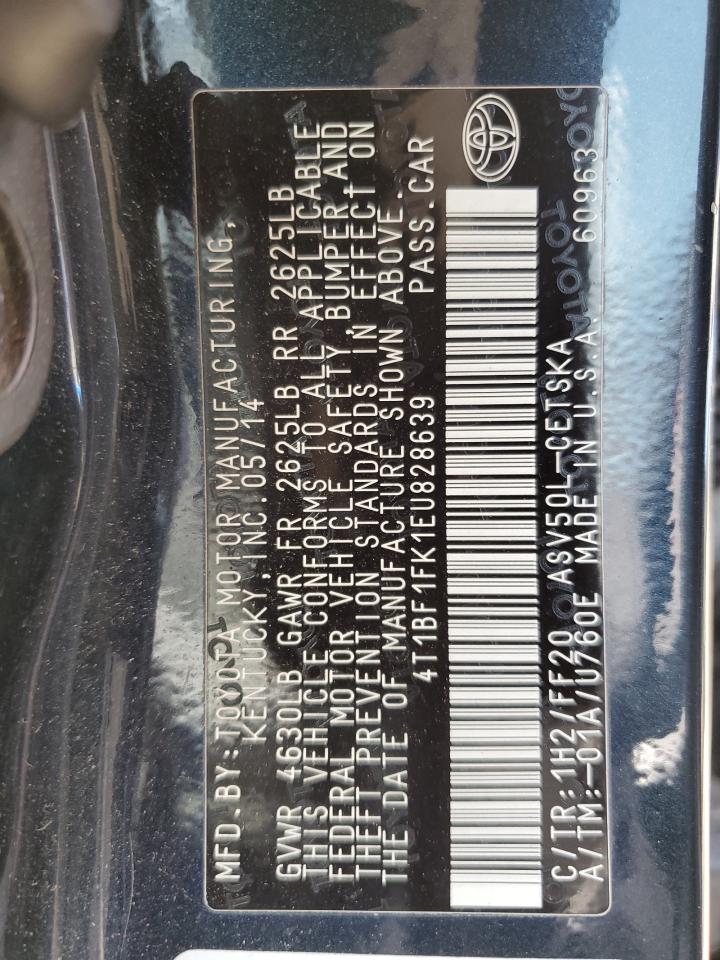 MFD.BY:TOYOTA MOTOR MANUFACTURING,
KENTUCKY,INC.05/14
GVWR 4630LB GAWR FR 2625LB RR 2625LB
THIS VEHICLE CONFORMS TO ALL APPLICABLE
FEDERAL MOTOR VEHICLE SAFETY, BUMPER AND
THEFT PREVENTION STANDARDS IN EFFECT ON
THE DATE OF MANUFACTURE SHOWN ABOVE.
4T1BF1FK1EU828639 PASS.CAR
C/TR:1H2/FF20 ASV50L-CETSKA
A/TM:-01A/U760E MADE IN U.S.A. 60963